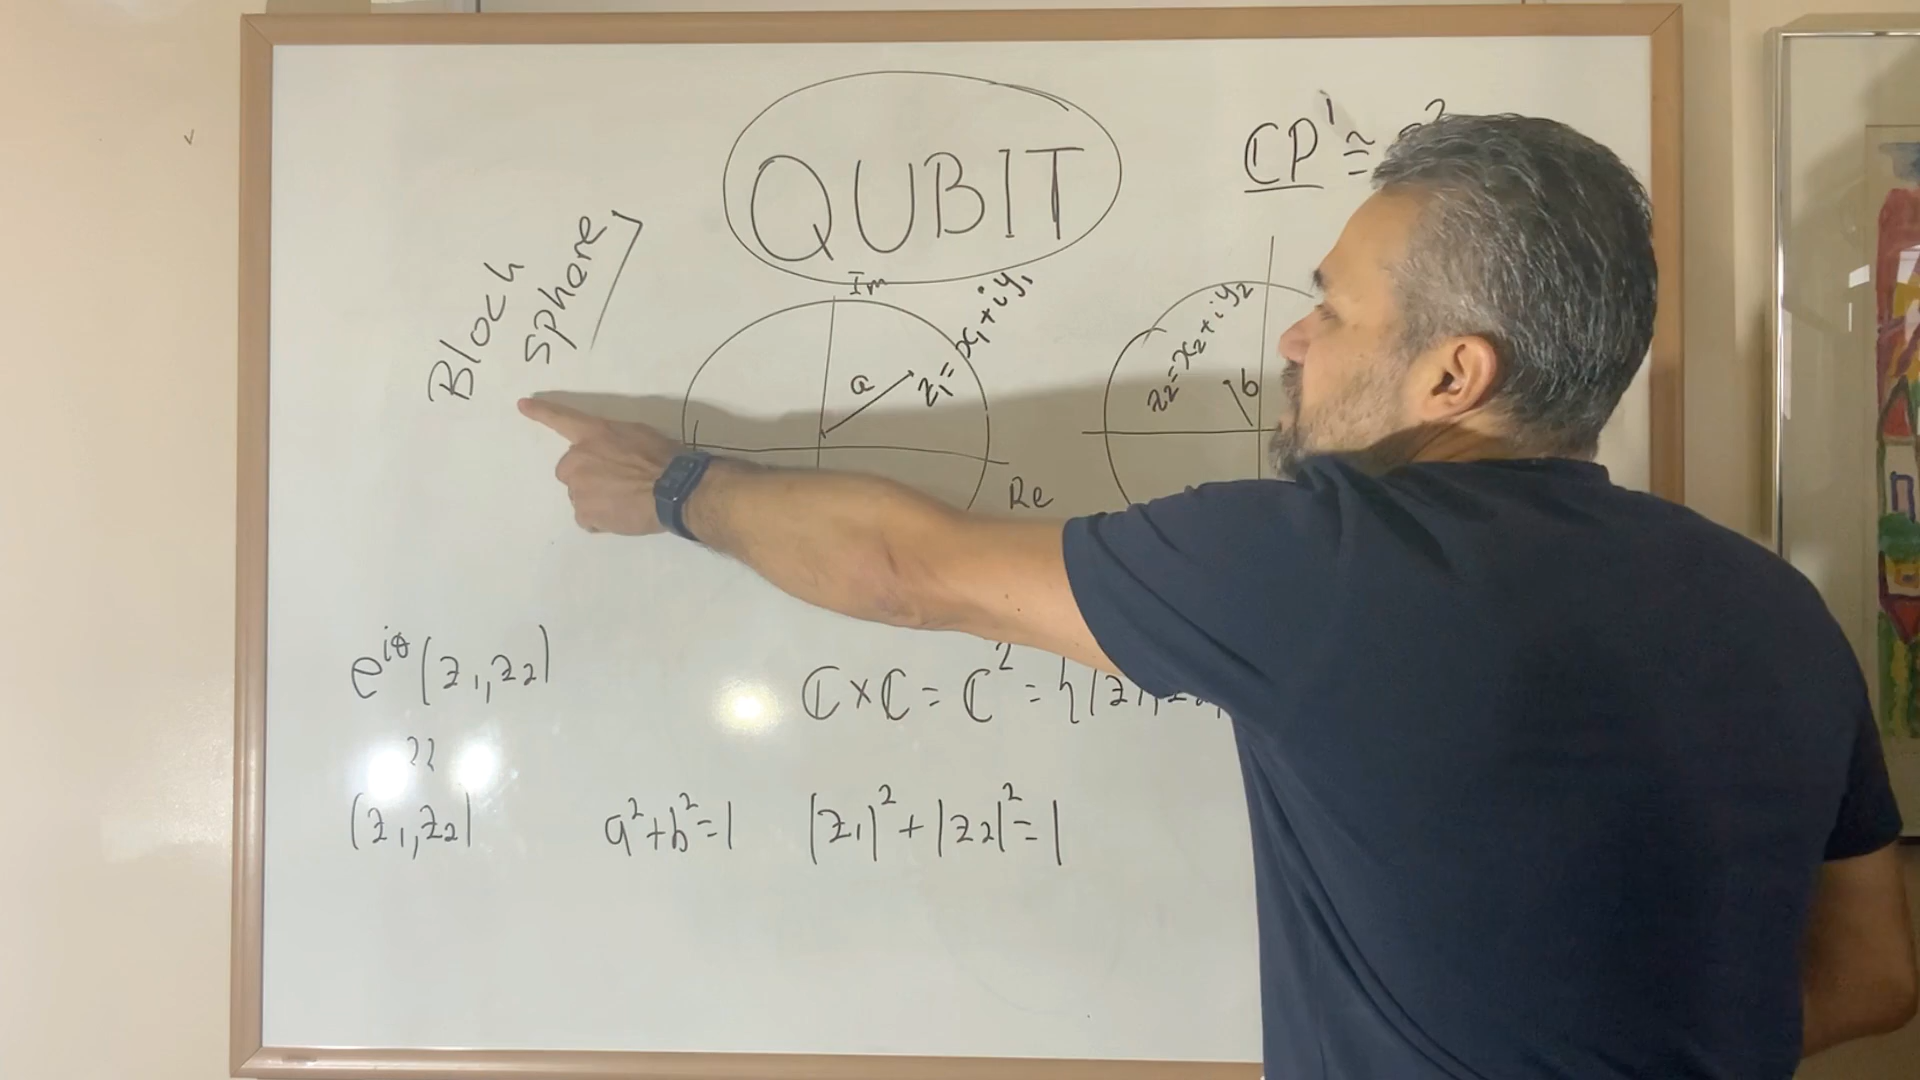 QUBIT
ℂP¹ ≅
Bloch
Sphere
Im
a
z₁ = x₁ + iy₁
Re
z₂ = x₂ + iy₂
b
e^{iθ}(z₁, z₂)
≀≀
(z₁, z₂)
ℂ × ℂ = ℂ² = {(z₁,
a² + b² = 1
|z₁|² + |z₂|² = 1